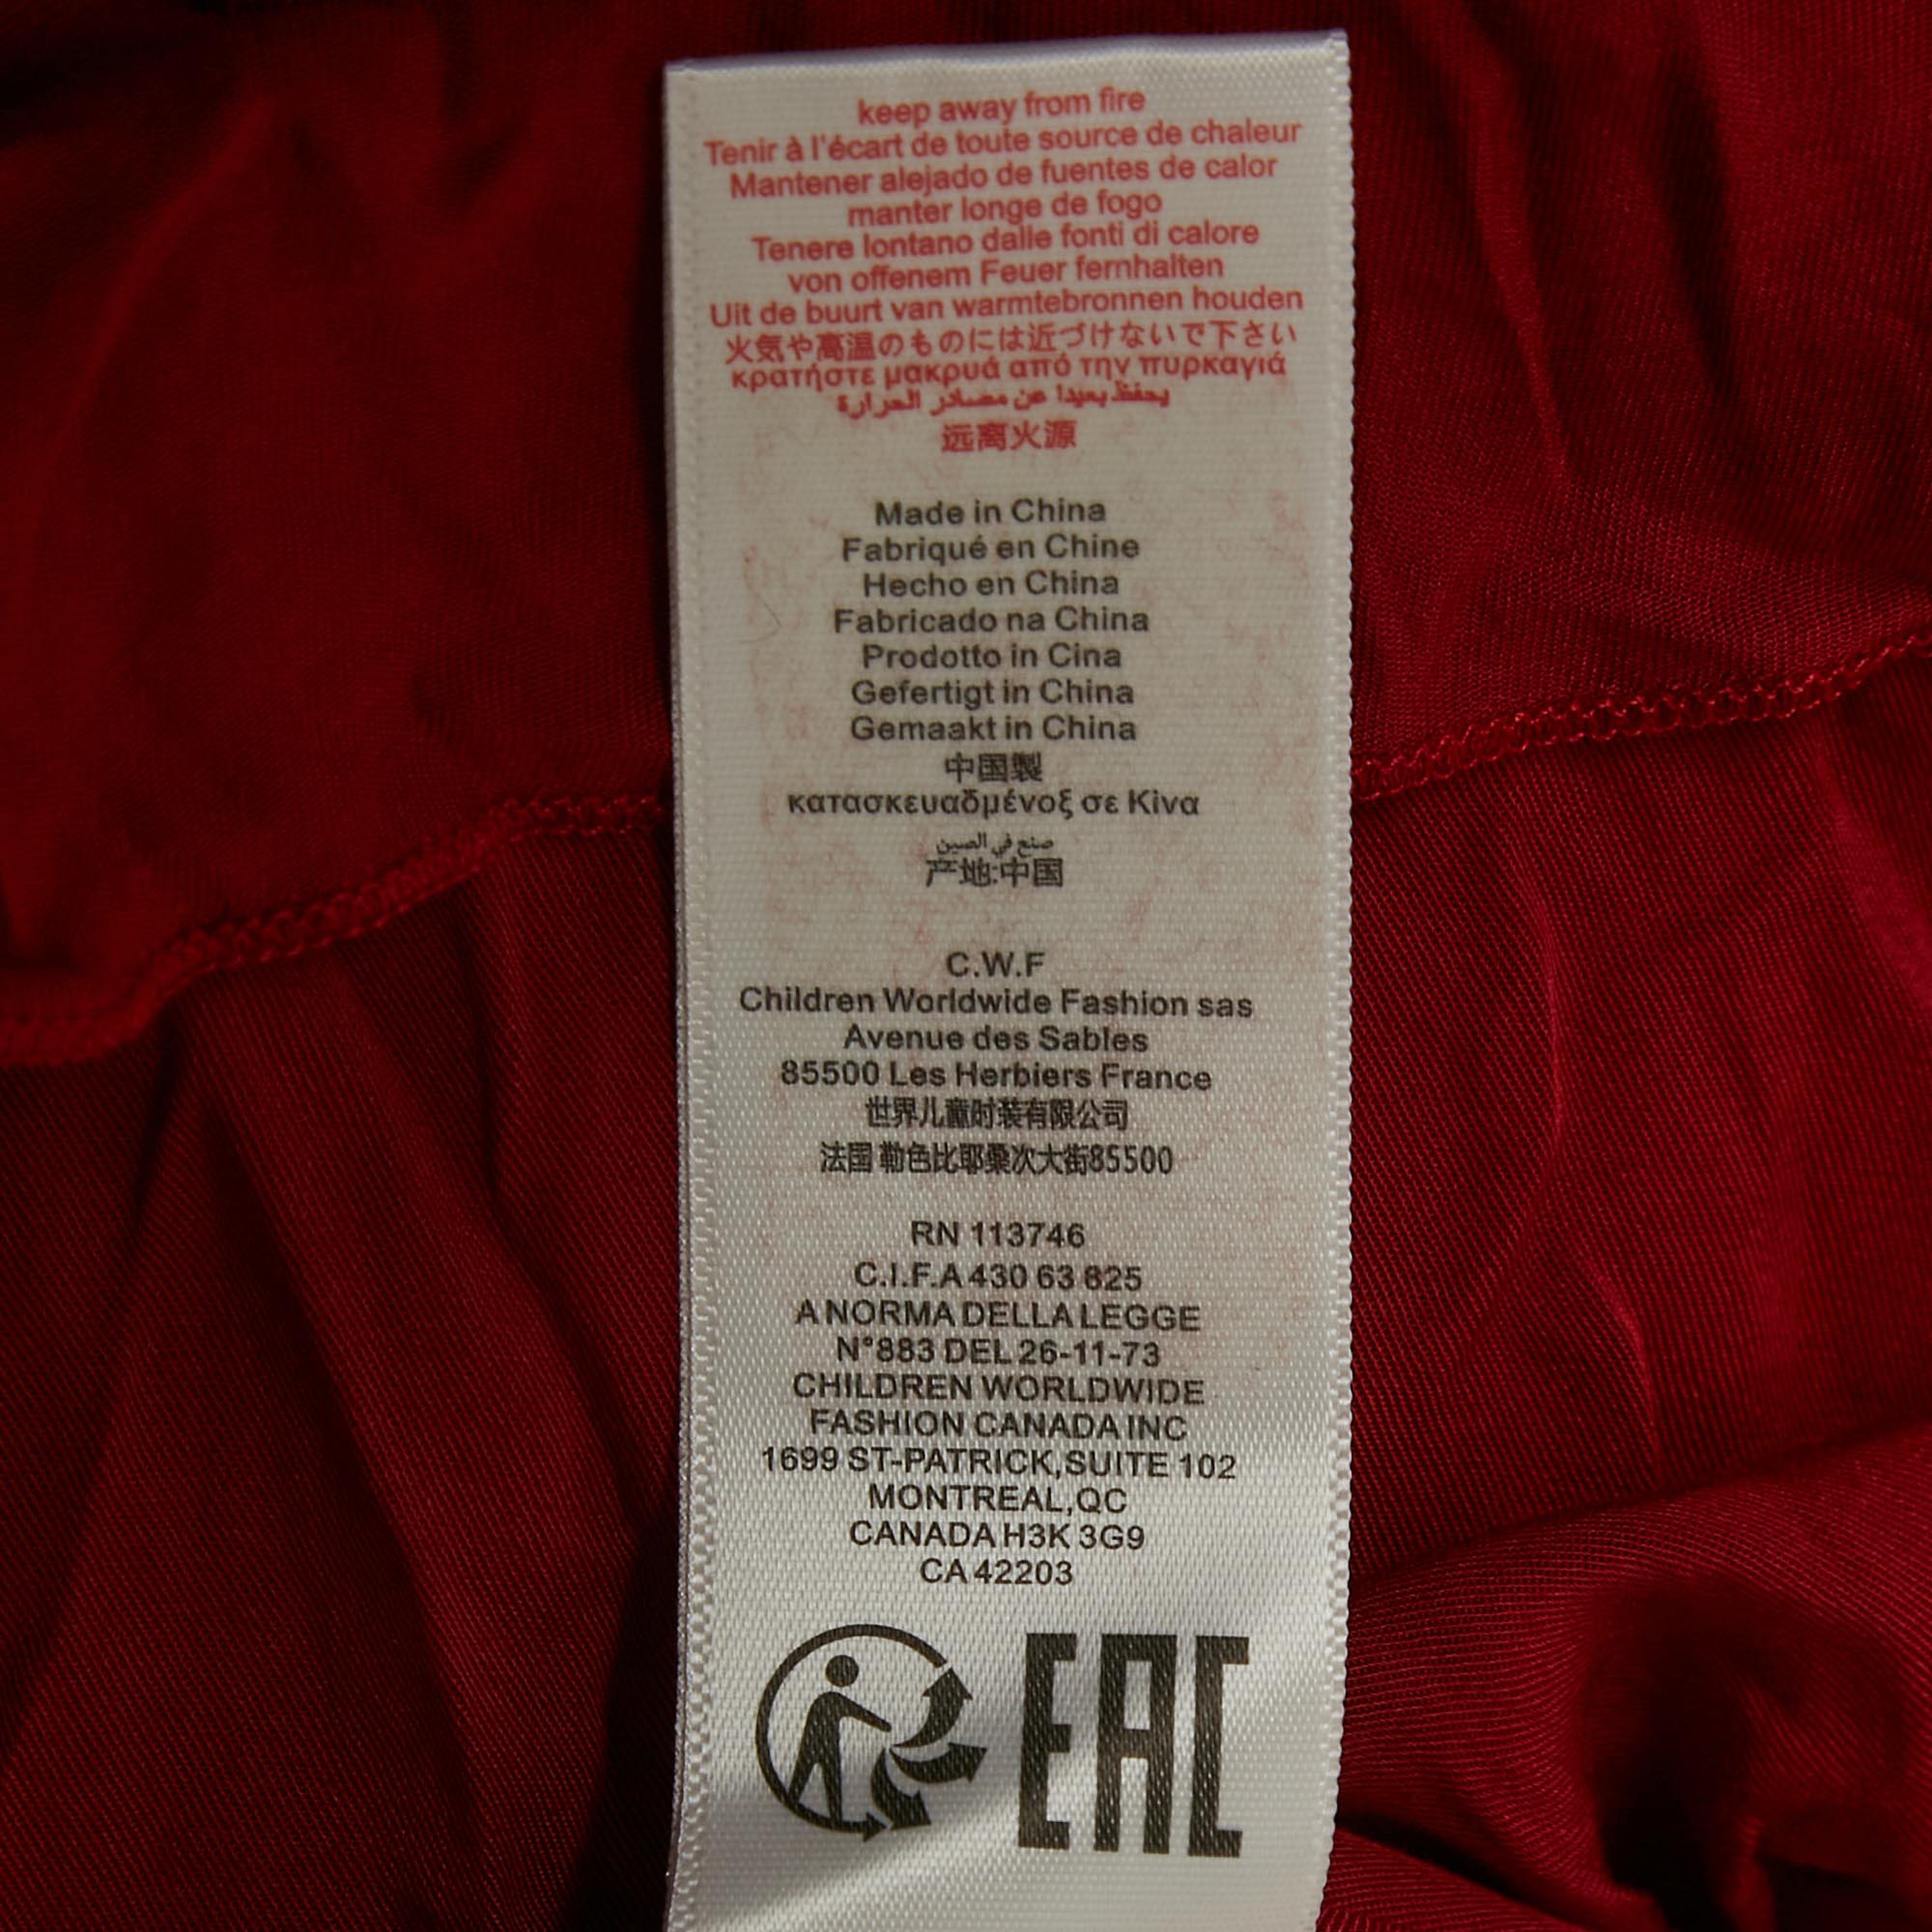 keep away from fire
Tenir à l'écart de toute source de chaleur
Mantener alejado de fuentes de calor
manter longe de fogo
Tenere lontano dalle fonti di calore
von offenem Feuer fernhalten
Uit de buurt van warmtebronnen houden
火気や高温のものには近づけないで下さい
κρατήστε μακρυά από την πυρκαγιά
يحفظ بعيدا عن مصادر الحرارة
远离火源
Made in China
Fabriqué en Chine
Hecho en China
Fabricado na China
Prodotto in Cina
Gefertigt in China
Gemaakt in China
中国製
κατασκευαδμένοξ σε Κίνα
صنع في الصين
产地:中国
C.W.F
Children Worldwide Fashion sas
Avenue des Sables
85500 Les Herbiers France
世界儿童时装有限公司
法国 勒色比耶桑次大街85500
RN 113746
C.I.F.A 430 63 825
A NORMA DELLA LEGGE
N°883 DEL 26-11-73
CHILDREN WORLDWIDE
FASHION CANADA INC
1699 ST-PATRICK,SUITE 102
MONTREAL,QC
CANADA H3K 3G9
CA 42203
EAC